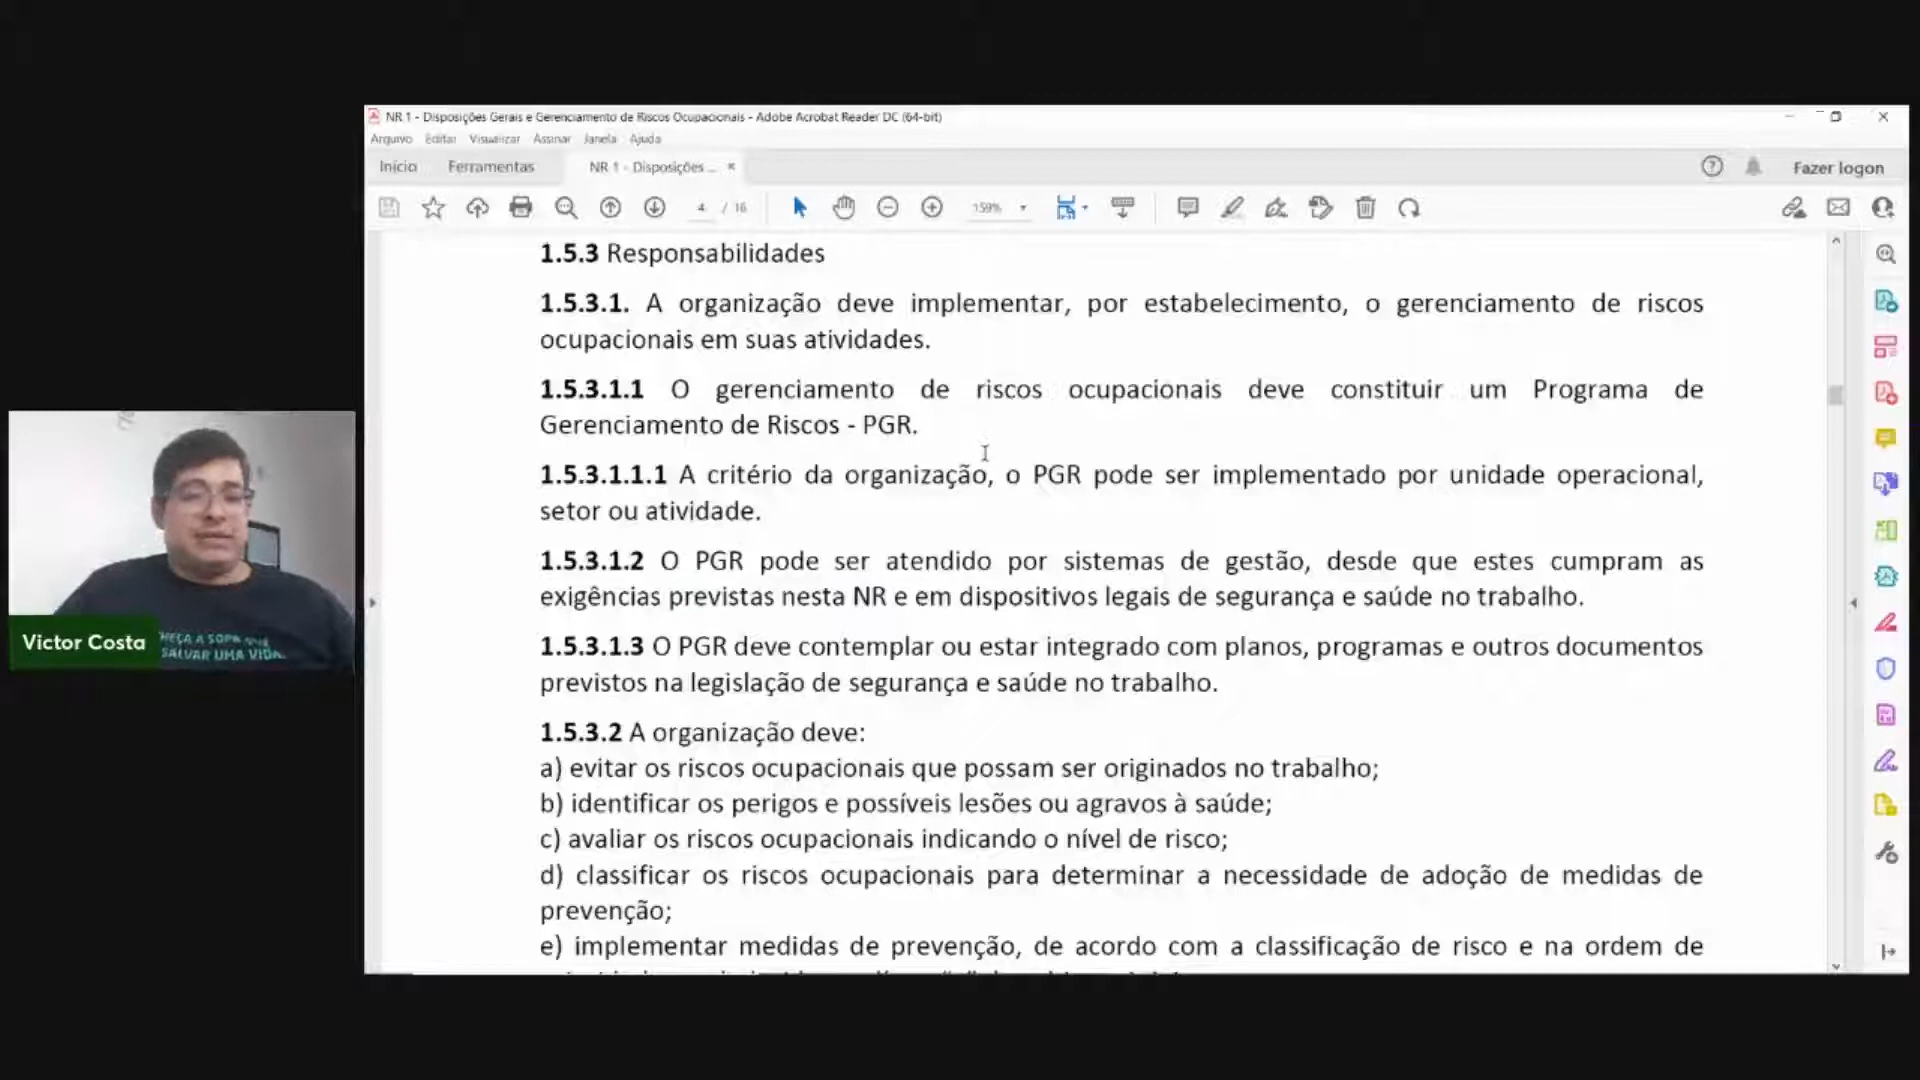 NR 1 - Disposições Gerais e Gerenciamento de Riscos Ocupacionais - Adobe Acrobat Reader DC (64-bit)
Arquivo Editar Visualizar Assinar Janela Ajuda
Início Ferramentas NR 1 - Disposições ... Fazer logon
4 / 16 159%
1.5.3 Responsabilidades
1.5.3.1. A organização deve implementar, por estabelecimento, o gerenciamento de riscos
ocupacionais em suas atividades.
1.5.3.1.1 O gerenciamento de riscos ocupacionais deve constituir um Programa de
Gerenciamento de Riscos - PGR.
1.5.3.1.1.1 A critério da organização, o PGR pode ser implementado por unidade operacional,
setor ou atividade.
1.5.3.1.2 O PGR pode ser atendido por sistemas de gestão, desde que estes cumpram as
exigências previstas nesta NR e em dispositivos legais de segurança e saúde no trabalho.
1.5.3.1.3 O PGR deve contemplar ou estar integrado com planos, programas e outros documentos
previstos na legislação de segurança e saúde no trabalho.
1.5.3.2 A organização deve:
a) evitar os riscos ocupacionais que possam ser originados no trabalho;
b) identificar os perigos e possíveis lesões ou agravos à saúde;
c) avaliar os riscos ocupacionais indicando o nível de risco;
d) classificar os riscos ocupacionais para determinar a necessidade de adoção de medidas de
prevenção;
e) implementar medidas de prevenção, de acordo com a classificação de risco e na ordem de
Victor Costa
A SOPA QUE
SALVAR UMA VIDA